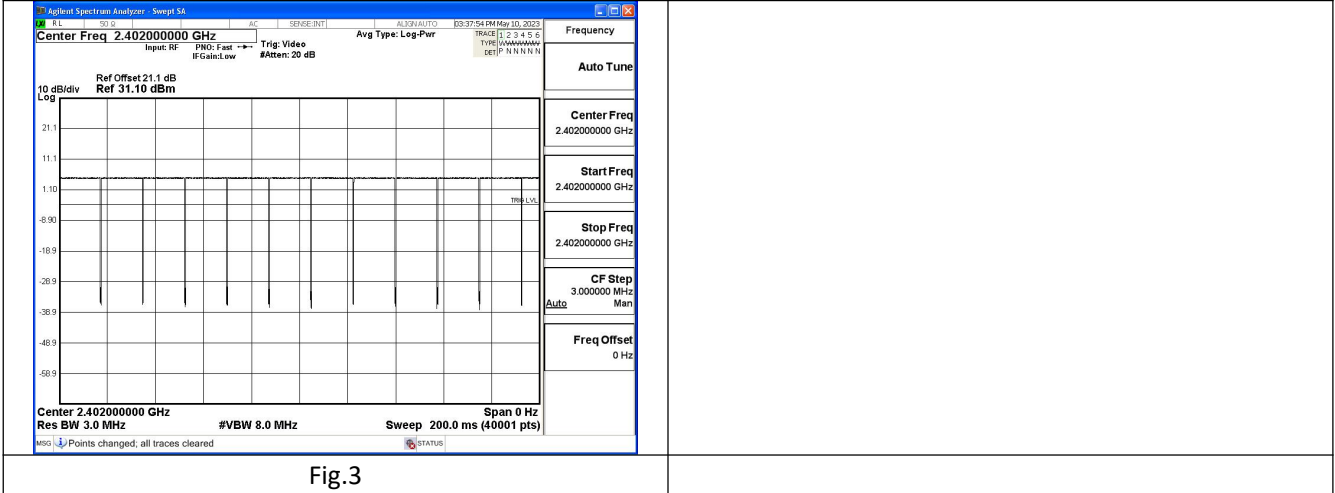 Agilent Spectrum Analyzer - Swept SA
RL 50 Ω AC SENSE:INT ALIGN AUTO 03:37:54 PM May 10, 2023
Center Freq 2.402000000 GHz
Input: RF PNO: Fast Trig: Video Avg Type: Log-Pwr TRACE 1 2 3 4 5 6
IFGain:Low #Atten: 20 dB TYPE WWWWWW
DET P N N N N N
Ref Offset 21.1 dB
10 dB/div Ref 31.10 dBm
Log
21.1
11.1
1.10
TRIG LVL
-8.90
-18.9
-28.9
-38.9
-48.9
-58.9
Center 2.402000000 GHz Span 0 Hz
Res BW 3.0 MHz #VBW 8.0 MHz Sweep 200.0 ms (40001 pts)
MSG Points changed; all traces cleared STATUS
Frequency
Auto Tune
Center Freq
2.402000000 GHz
Start Freq
2.402000000 GHz
Stop Freq
2.402000000 GHz
CF Step
3.000000 MHz
Auto Man
Freq Offset
0 Hz
Fig.3